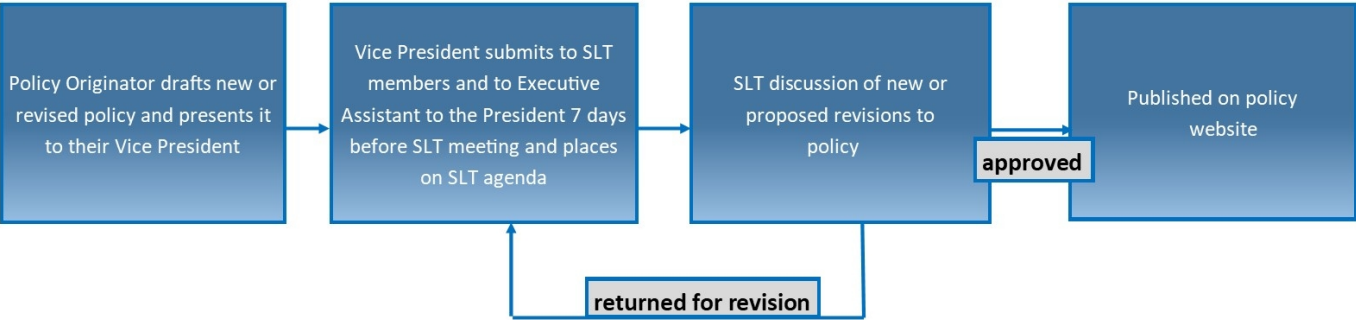 Policy Originator drafts new or
revised policy and presents it
to their Vice President
Vice President submits to SLT
members and to Executive
Assistant to the President 7 days
before SLT meeting and places
on SLT agenda
SLT discussion of new or
proposed revisions to
policy
approved
Published on policy
website
returned for revision